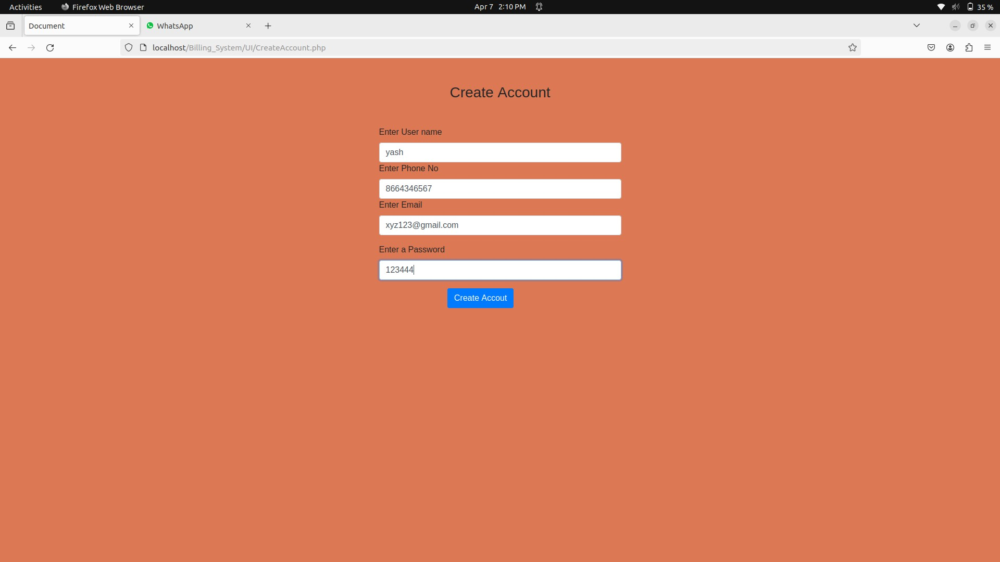 Activities Firefox Web Browser Apr 7 2:10 PM 35 %
Document WhatsApp
localhost/Billing_System/UI/CreateAccount.php
Create Account
Enter User name
yash
Enter Phone No
8664346567
Enter Email
xyz123@gmail.com
Enter a Password
123444
Create Accout